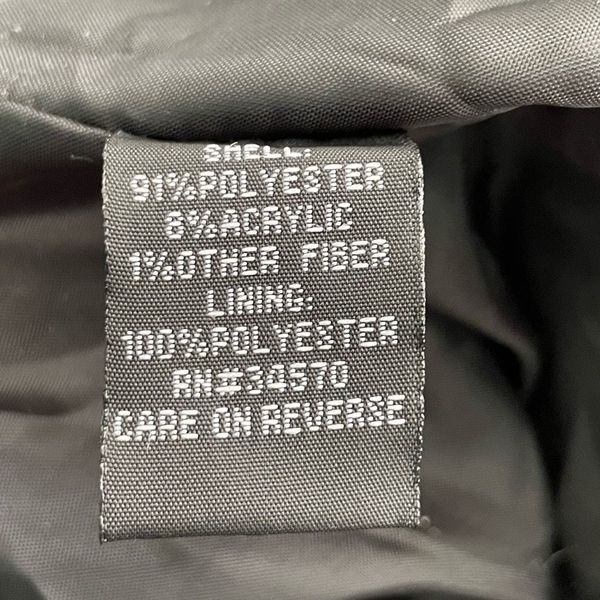 SHELL:
91%POLYESTER
8%ACRYLIC
1%OTHER FIBER
LINING:
100%POLYESTER
RN#34570
CARE ON REVERSE